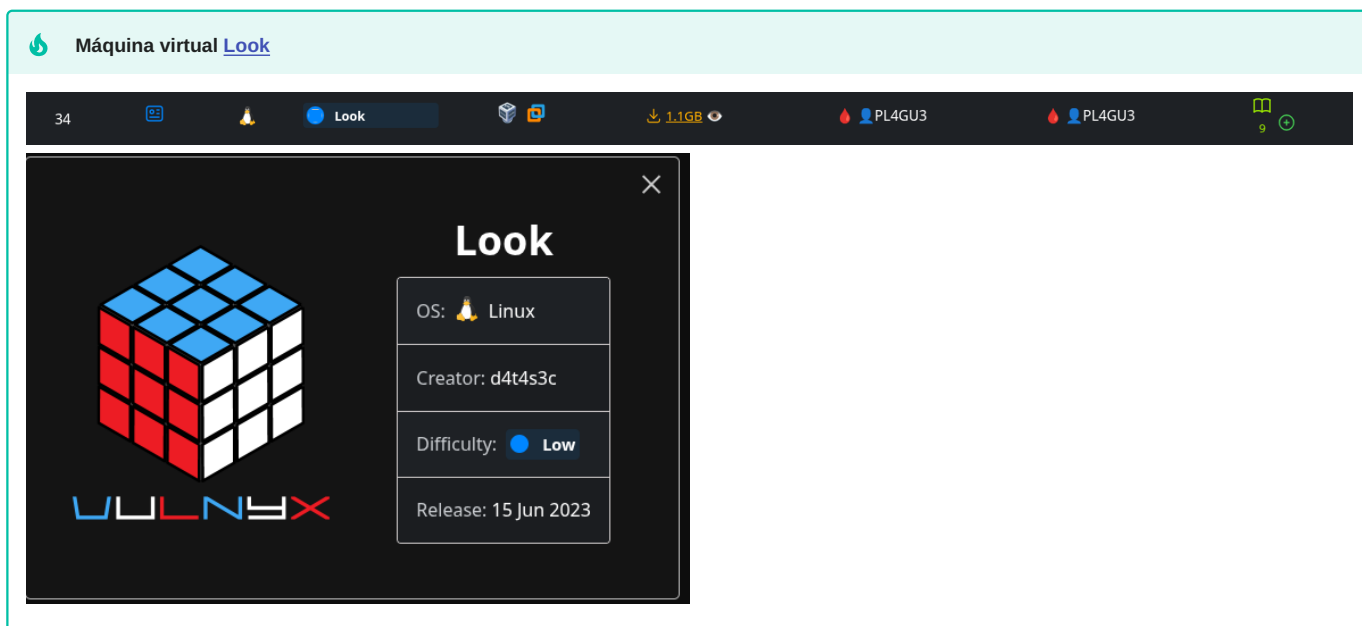 Máquina virtual Look
34 Look 1.1GB PL4GU3 PL4GU3 9
Look
OS: Linux
Creator: d4t4s3c
Difficulty: Low
Release: 15 Jun 2023
VULNYX